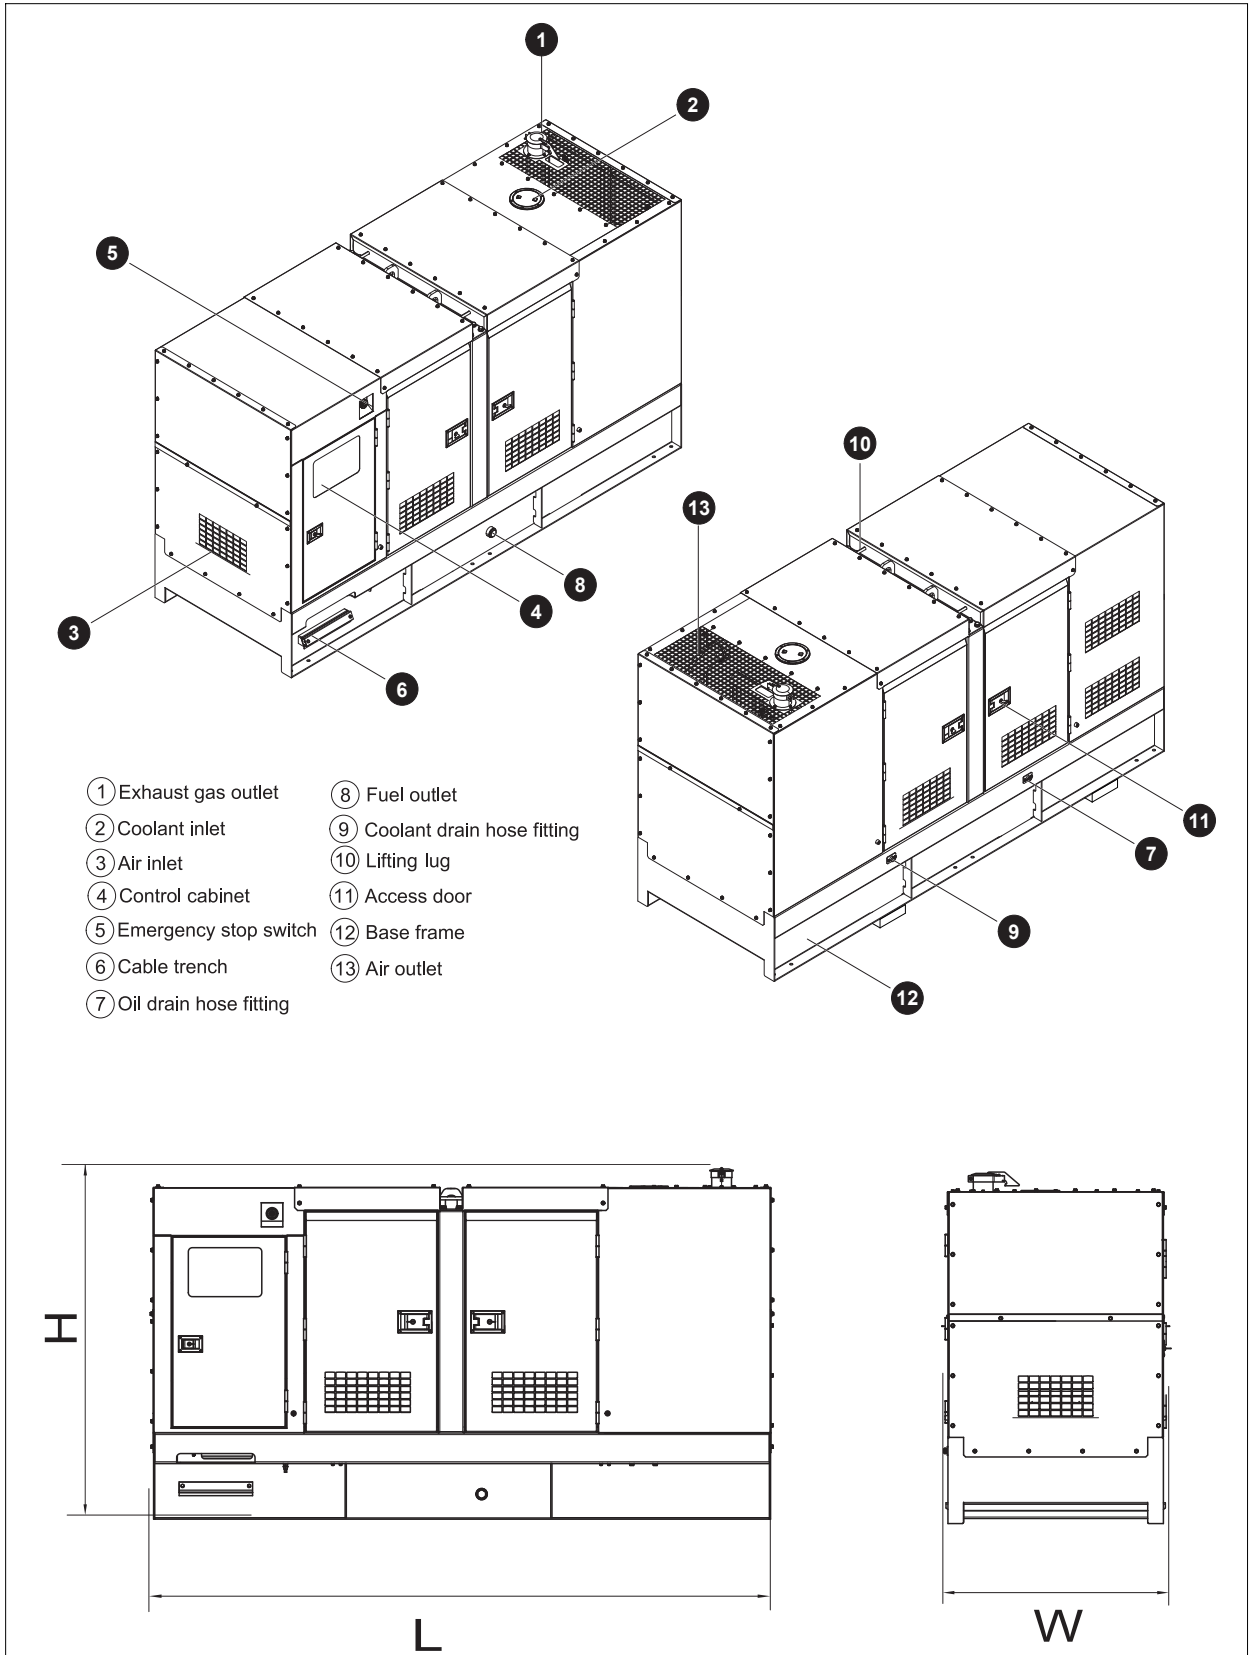 1
2
5
10
13
8
4
3
6
11
7
9
12
1 Exhaust gas outlet
2 Coolant inlet
3 Air inlet
4 Control cabinet
5 Emergency stop switch
6 Cable trench
7 Oil drain hose fitting
8 Fuel outlet
9 Coolant drain hose fitting
10 Lifting lug
11 Access door
12 Base frame
13 Air outlet
H
L
W